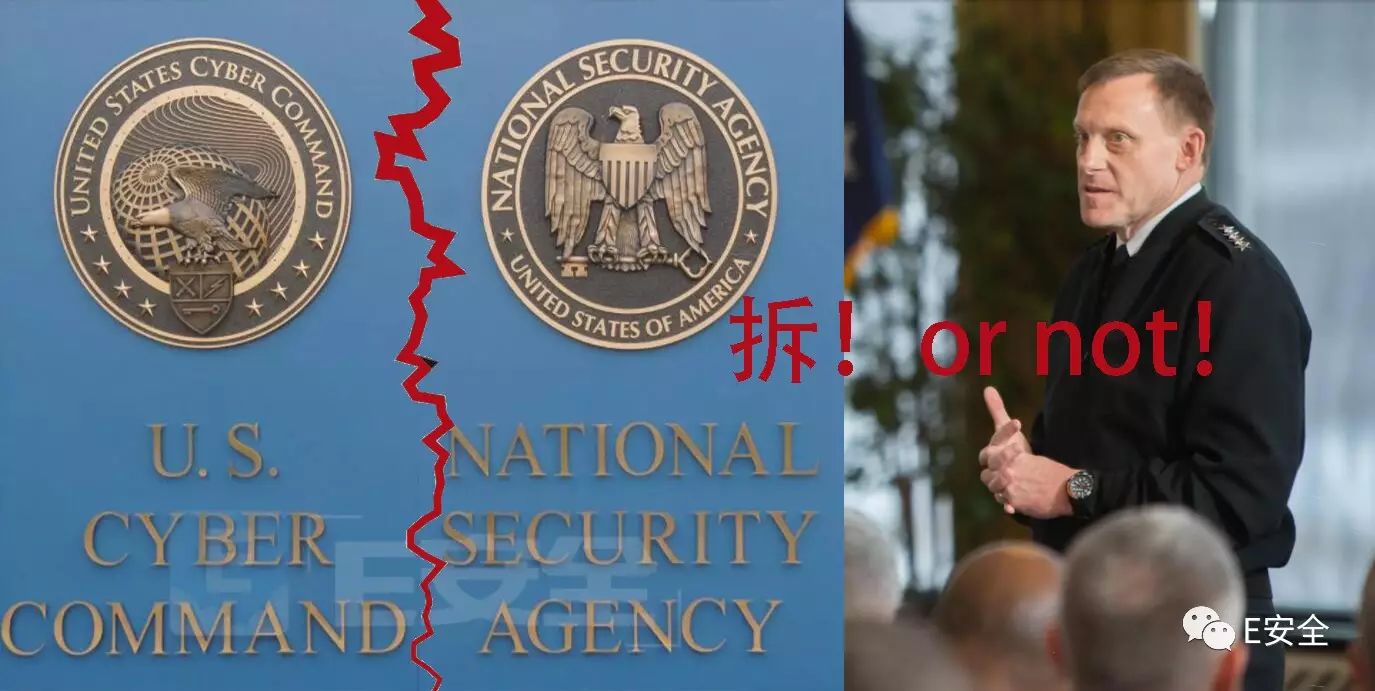 UNITED STATES CYBER COMMAND
NATIONAL SECURITY AGENCY
UNITED STATES OF AMERICA
拆！or not！
U.S.
CYBER
COMMAND
NATIONAL
SECURITY
AGENCY
E安全
E安全